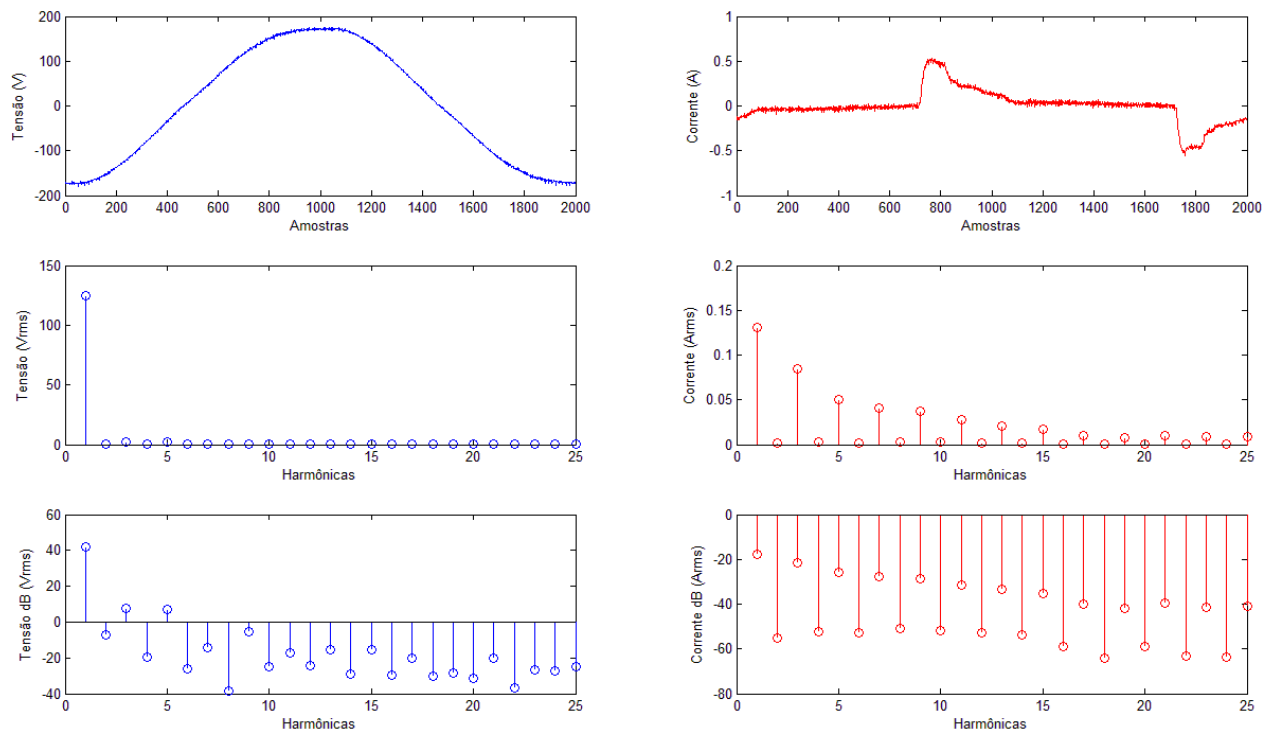 200
100
0
-100
-200
Tensão (V)
0 200 400 600 800 1000 1200 1400 1600 1800 2000
Amostras
1
0.5
0
-0.5
-1
Corrente (A)
0 200 400 600 800 1000 1200 1400 1600 1800 2000
Amostras
150
100
50
0
Tensão (Vrms)
0 5 10 15 20 25
Harmônicas
0.2
0.15
0.1
0.05
0
Corrente (Arms)
0 5 10 15 20 25
Harmônicas
60
40
20
0
-20
-40
Tensão dB (Vrms)
0 5 10 15 20 25
Harmônicas
0
-20
-40
-60
-80
Corrente dB (Arms)
0 5 10 15 20 25
Harmônicas